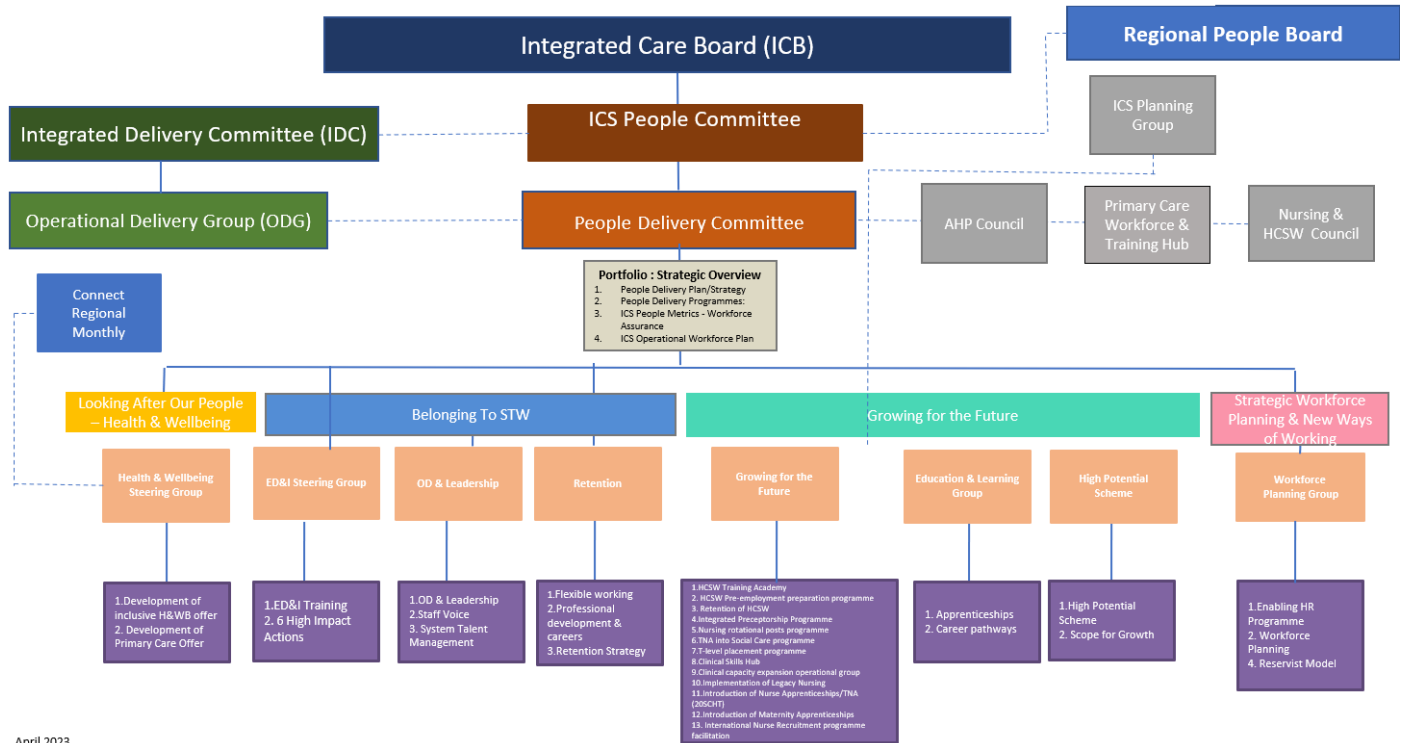 Integrated Care Board (ICB)
Regional People Board
ICS Planning
Group
Integrated Delivery Committee (IDC)
ICS People Committee
Operational Delivery Group (ODG)
People Delivery Committee
AHP Council
Primary Care
Workforce &
Training Hub
Nursing &
HCSW Council
Connect
Regional
Monthly
Portfolio : Strategic Overview
1. People Delivery Plan/Strategy
2. People Delivery Programmes:
3. ICS People Metrics - Workforce
Assurance
4. ICS Operational Workforce Plan
Looking After Our People
– Health & Wellbeing
Belonging To STW
Growing for the Future
Strategic Workforce
Planning & New Ways
of Working
Health & Wellbeing
Steering Group
ED&I Steering Group
OD & Leadership
Retention
Growing for the
Future
Education & Learning
Group
High Potential
Scheme
Workforce
Planning Group
1.Development of
inclusive H&WB offer
2. Development of
Primary Care Offer
1.ED&I Training
2. 6 High Impact
Actions
1.OD & Leadership
2.Staff Voice
3. System Talent
Management
1.Flexible working
2.Professional
development &
careers
3.Retention Strategy
1.HCSW Training Academy
2. HCSW Pre-employment preparation programme
3. Retention of HCSW
4.Integrated Preceptorship Programme
5.Nursing rotational posts programme
6.TNA into Social Care programme
7.T-level placement programme
8.Clinical Skills Hub
9.Clinical capacity expansion operational group
10.Implementation of Legacy Nursing
11.Introduction of Nurse Apprenticeships/TNA
(20SCHT)
12.Introduction of Maternity Apprenticeships
13. International Nurse Recruitment programme
facilitation
1. Apprenticeships
2. Career pathways
1.High Potential
Scheme
2. Scope for Growth
1.Enabling HR
Programme
2. Workforce
Planning
4. Reservist Model
April 2023